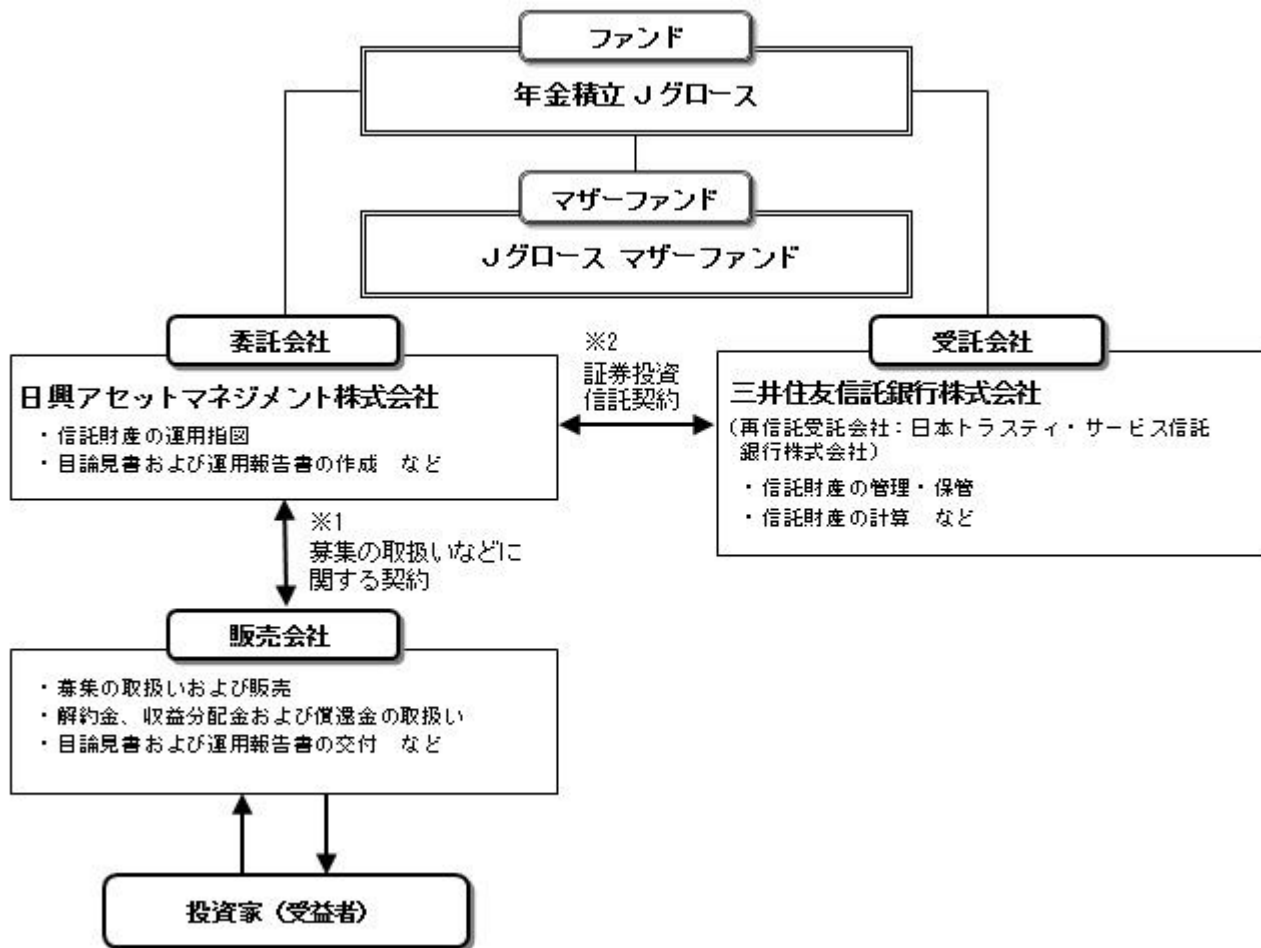 ファンド
年金積立 Jグロース
マザーファンド
Jグロース マザーファンド
委託会社
日興アセットマネジメント株式会社
・信託財産の運用指図
・目論見書および運用報告書の作成 など
※2
証券投資
信託契約
受託会社
三井住友信託銀行株式会社
(再信託受託会社:日本トラスティ・サービス信託
銀行株式会社)
・信託財産の管理・保管
・信託財産の計算 など
※1
募集の取扱いなどに
関する契約
販売会社
・募集の取扱いおよび販売
・解約金、収益分配金および償還金の取扱い
・目論見書および運用報告書の交付 など
投資家(受益者)